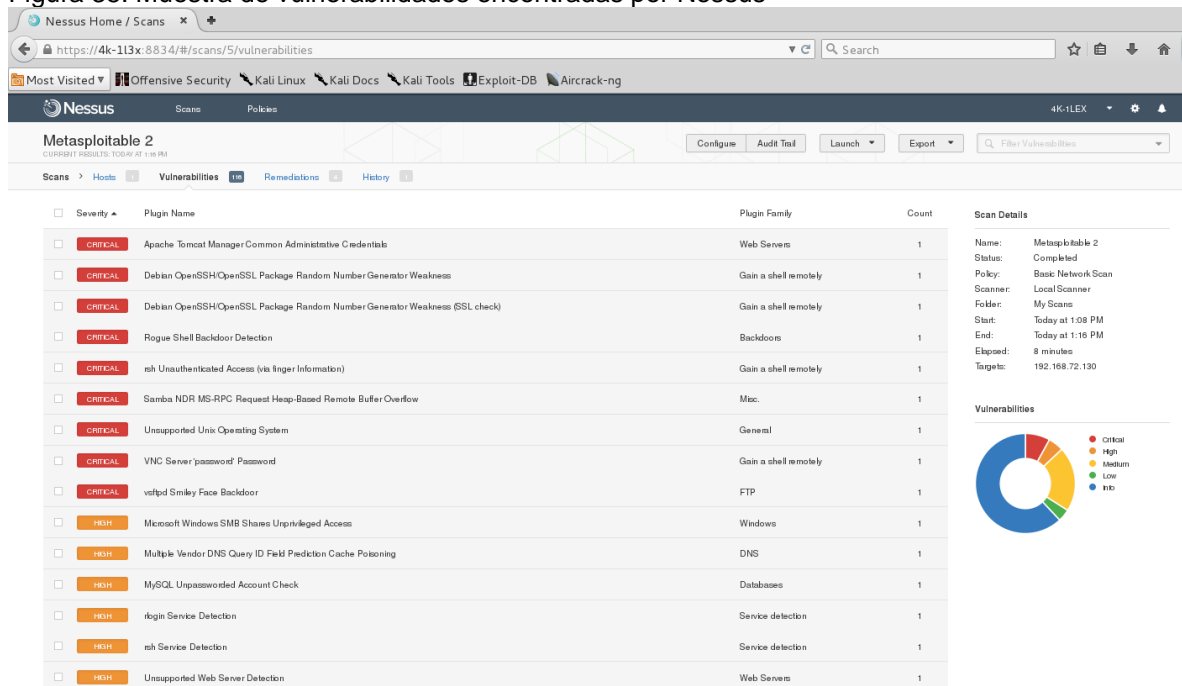 Figura 35. Muestra de vulnerabilidades encontradas por Nessus
Nessus Home / Scans
https://4k-1l3x:8834/#/scans/5/vulnerabilities
Search
Most Visited
Offensive Security
Kali Linux
Kali Docs
Kali Tools
Exploit-DB
Aircrack-ng
Nessus
Scans
Policies
4K-1LEX
Metasploitable 2
CURRENT RESULTS: TODAY AT 1:16 PM
Configure
Audit Trail
Launch
Export
Filter Vulnerabilities
Scans > Hosts 1 Vulnerabilities 116 Remediations History 1
Severity Plugin Name Plugin Family Count
CRITICAL Apache Tomcat Manager Common Administrative Credentials Web Servers 1
CRITICAL Debian OpenSSH/OpenSSL Package Random Number Generator Weakness Gain a shell remotely 1
CRITICAL Debian OpenSSH/OpenSSL Package Random Number Generator Weakness (SSL check) Gain a shell remotely 1
CRITICAL Rogue Shell Backdoor Detection Backdoors 1
CRITICAL rsh Unauthenticated Access (via finger Information) Gain a shell remotely 1
CRITICAL Samba NDR MS-RPC Request Heap-Based Remote Buffer Overflow Misc. 1
CRITICAL Unsupported Unix Operating System General 1
CRITICAL VNC Server 'password' Password Gain a shell remotely 1
CRITICAL vsftpd Smiley Face Backdoor FTP 1
HIGH Microsoft Windows SMB Shares Unprivileged Access Windows 1
HIGH Multiple Vendor DNS Query ID Field Prediction Cache Poisoning DNS 1
HIGH MySQL Unpassworded Account Check Databases 1
HIGH rlogin Service Detection Service detection 1
HIGH rsh Service Detection Service detection 1
HIGH Unsupported Web Server Detection Web Servers 1
Scan Details
Name: Metasploitable 2
Status: Completed
Policy: Basic Network Scan
Scanner: Local Scanner
Folder: My Scans
Start: Today at 1:08 PM
End: Today at 1:16 PM
Elapsed: 8 minutes
Targets: 192.168.72.130
Vulnerabilities
Critical
High
Medium
Low
Info